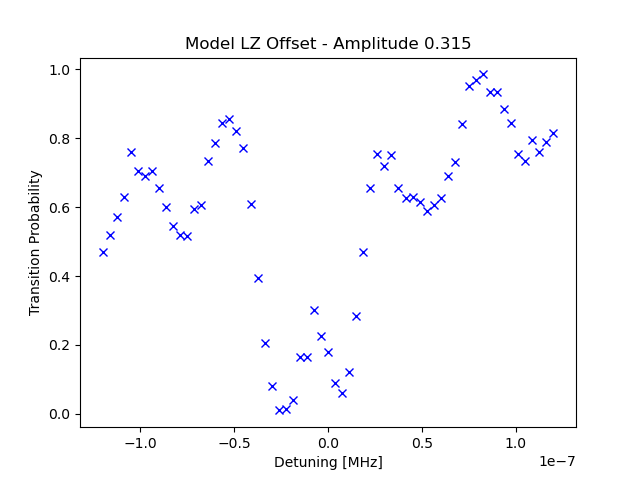 Model LZ Offset - Amplitude 0.315
1.0
0.8
0.6
0.4
0.2
0.0
Transition Probability
−1.0 −0.5 0.0 0.5 1.0
1e−7
Detuning [MHz]